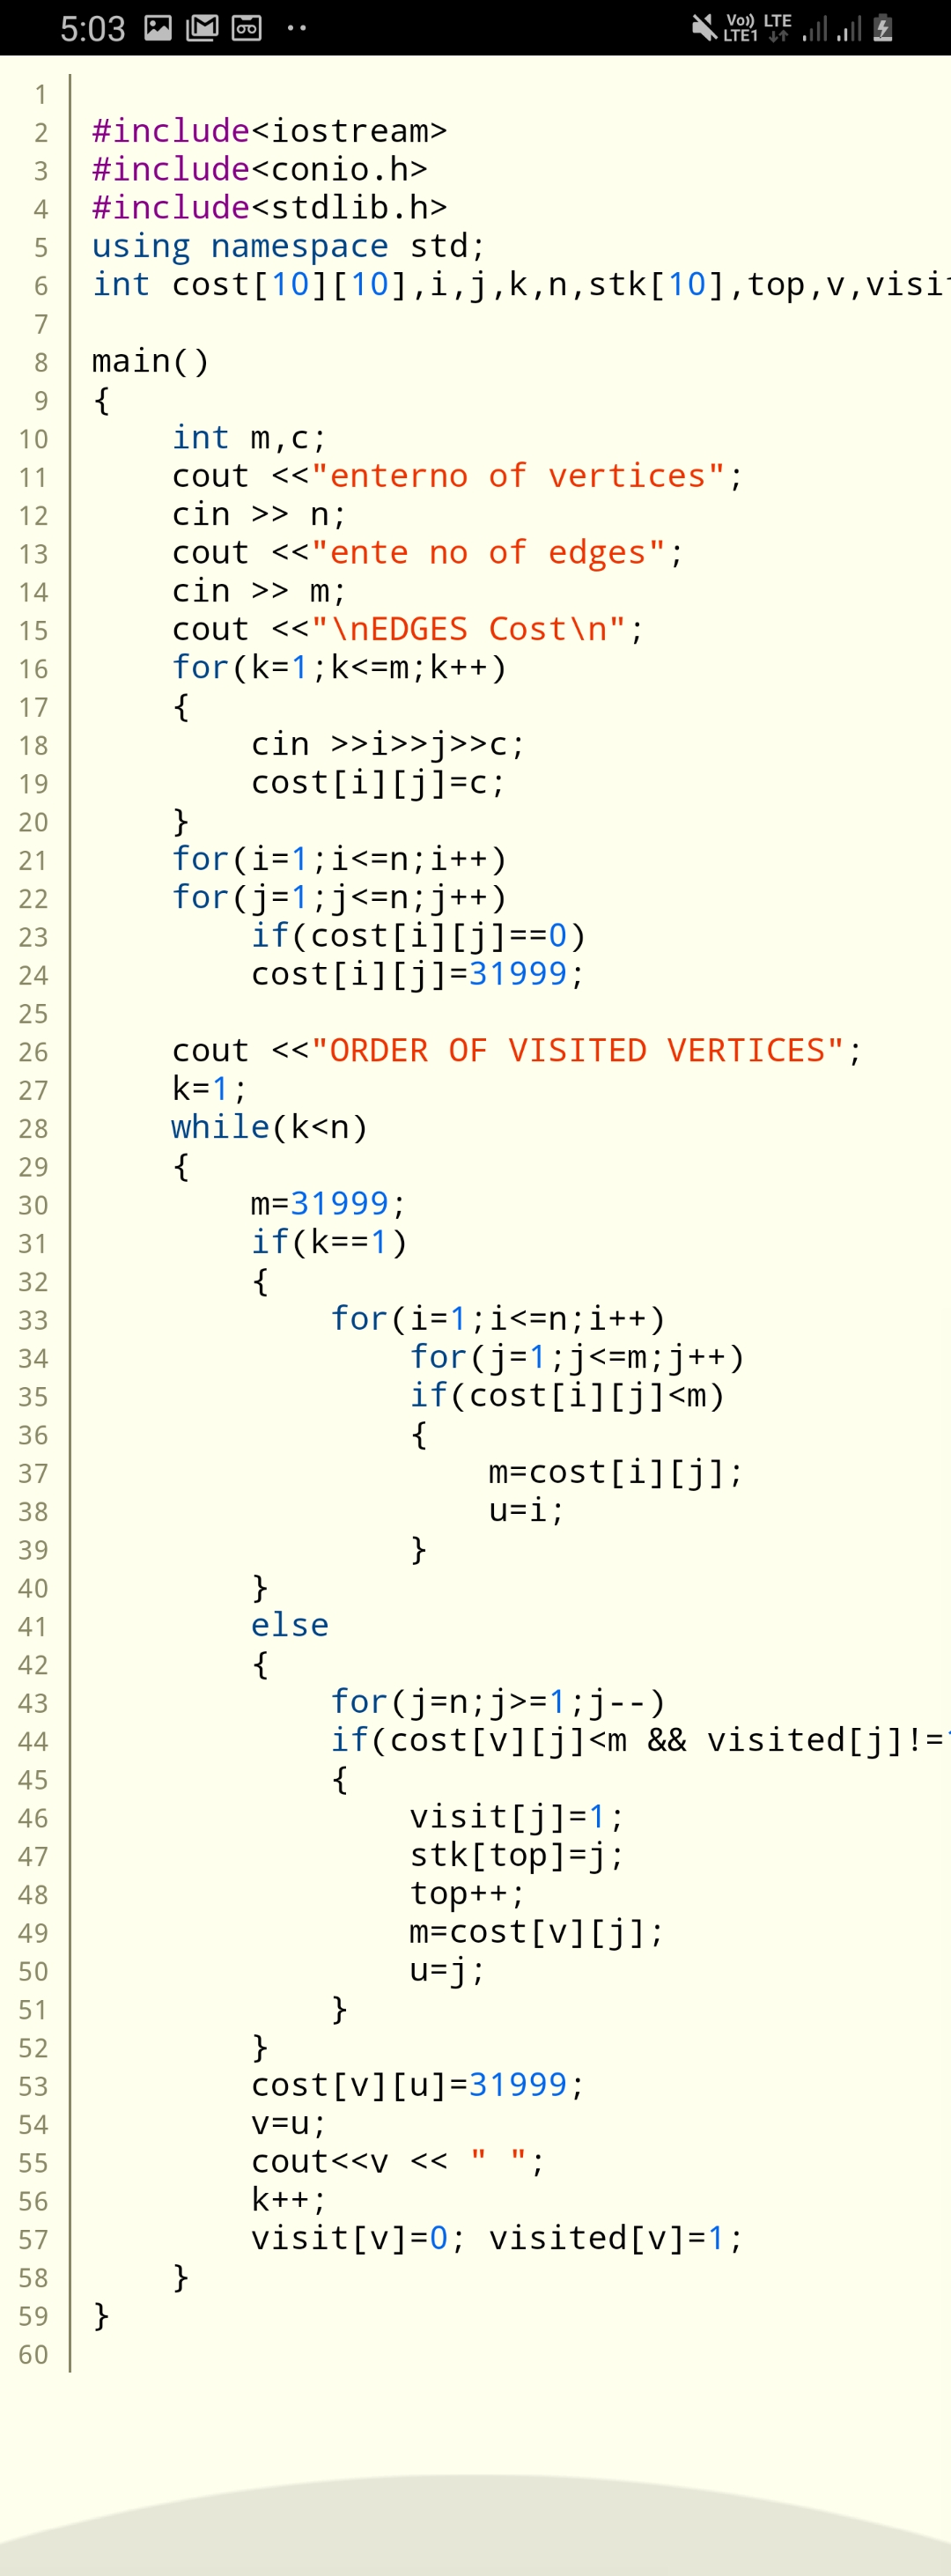 5:03
Vo)) LTE
LTE1
1
2 #include<iostream>
3 #include<conio.h>
4 #include<stdlib.h>
5 using namespace std;
6 int cost[10][10],i,j,k,n,stk[10],top,v,visi
7
8 main()
9 {
10 int m,c;
11 cout <<"enterno of vertices";
12 cin >> n;
13 cout <<"ente no of edges";
14 cin >> m;
15 cout <<"\nEDGES Cost\n";
16 for(k=1;k<=m;k++)
17 {
18 cin >>i>>j>>c;
19 cost[i][j]=c;
20 }
21 for(i=1;i<=n;i++)
22 for(j=1;j<=n;j++)
23 if(cost[i][j]==0)
24 cost[i][j]=31999;
25
26 cout <<"ORDER OF VISITED VERTICES";
27 k=1;
28 while(k<n)
29 {
30 m=31999;
31 if(k==1)
32 {
33 for(i=1;i<=n;i++)
34 for(j=1;j<=m;j++)
35 if(cost[i][j]<m)
36 {
37 m=cost[i][j];
38 u=i;
39 }
40 }
41 else
42 {
43 for(j=n;j>=1;j--)
44 if(cost[v][j]<m && visited[j]!=
45 {
46 visit[j]=1;
47 stk[top]=j;
48 top++;
49 m=cost[v][j];
50 u=j;
51 }
52 }
53 cost[v][u]=31999;
54 v=u;
55 cout<<v << " ";
56 k++;
57 visit[v]=0; visited[v]=1;
58 }
59 }
60